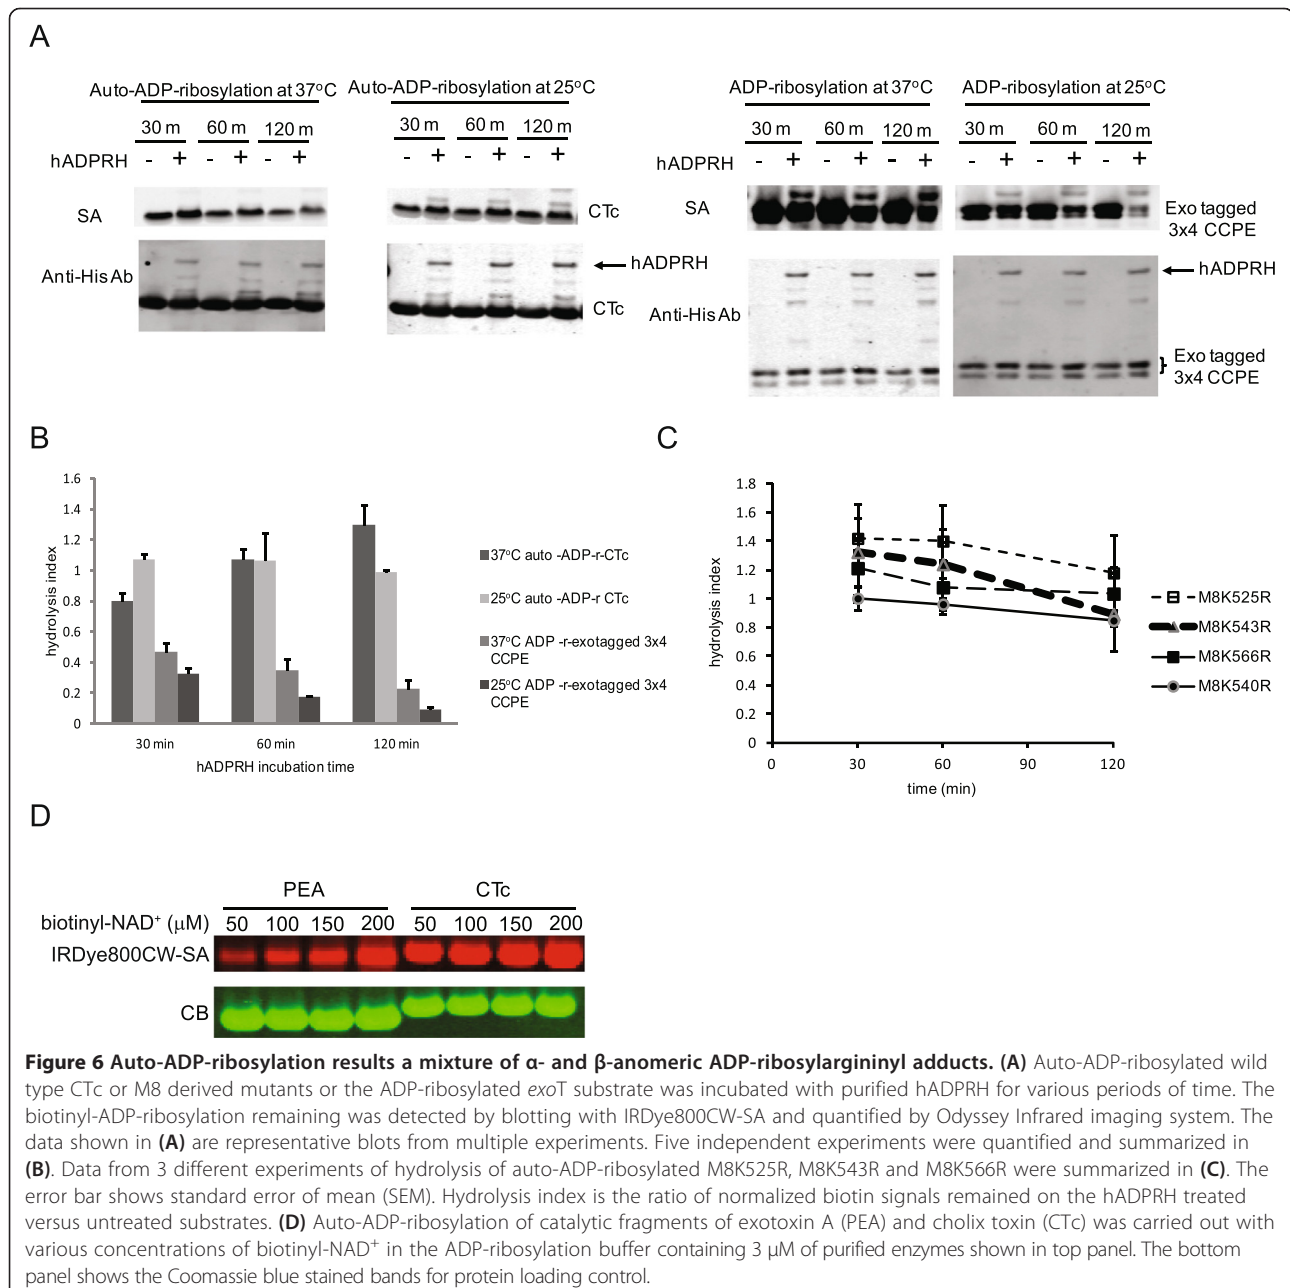 A
Auto-ADP-ribosylation at 37°C
30 m 60 m 120 m
hADPRH - + - + - +
SA
Anti-His Ab
Auto-ADP-ribosylation at 25°C
30 m 60 m 120 m
- + - + - +
CTc
hADPRH
CTc
ADP-ribosylation at 37°C
30 m 60 m 120 m
hADPRH - + - + - +
SA
Anti-His Ab
ADP-ribosylation at 25°C
30 m 60 m 120 m
- + - + - +
Exo tagged
3x4 CCPE
hADPRH
Exo tagged
3x4 CCPE
B
hydrolysis index
1.6
1.4
1.2
1
0.8
0.6
0.4
0.2
0
30 min 60 min 120 min
hADPRH incubation time
37°C auto -ADP-r-CTc
25°C auto -ADP-r CTc
37°C ADP -r-exotagged 3x4
CCPE
25°C ADP -r-exotagged 3x4
CCPE
C
hydrolysis index
1.8
1.6
1.4
1.2
1
0.8
0.6
0.4
0.2
0
0 30 60 90 120
time (min)
M8K525R
M8K543R
M8K566R
M8K540R
D
PEA CTc
biotinyl-NAD⁺ (μM) 50 100 150 200 50 100 150 200
IRDye800CW-SA
CB
Figure 6 Auto-ADP-ribosylation results a mixture of α- and β-anomeric ADP-ribosylargininyl adducts. (A) Auto-ADP-ribosylated wild
type CTc or M8 derived mutants or the ADP-ribosylated exoT substrate was incubated with purified hADPRH for various periods of time. The
biotinyl-ADP-ribosylation remaining was detected by blotting with IRDye800CW-SA and quantified by Odyssey Infrared imaging system. The
data shown in (A) are representative blots from multiple experiments. Five independent experiments were quantified and summarized in
(B). Data from 3 different experiments of hydrolysis of auto-ADP-ribosylated M8K525R, M8K543R and M8K566R were summarized in (C). The
error bar shows standard error of mean (SEM). Hydrolysis index is the ratio of normalized biotin signals remained on the hADPRH treated
versus untreated substrates. (D) Auto-ADP-ribosylation of catalytic fragments of exotoxin A (PEA) and cholix toxin (CTc) was carried out with
various concentrations of biotinyl-NAD⁺ in the ADP-ribosylation buffer containing 3 μM of purified enzymes shown in top panel. The bottom
panel shows the Coomassie blue stained bands for protein loading control.